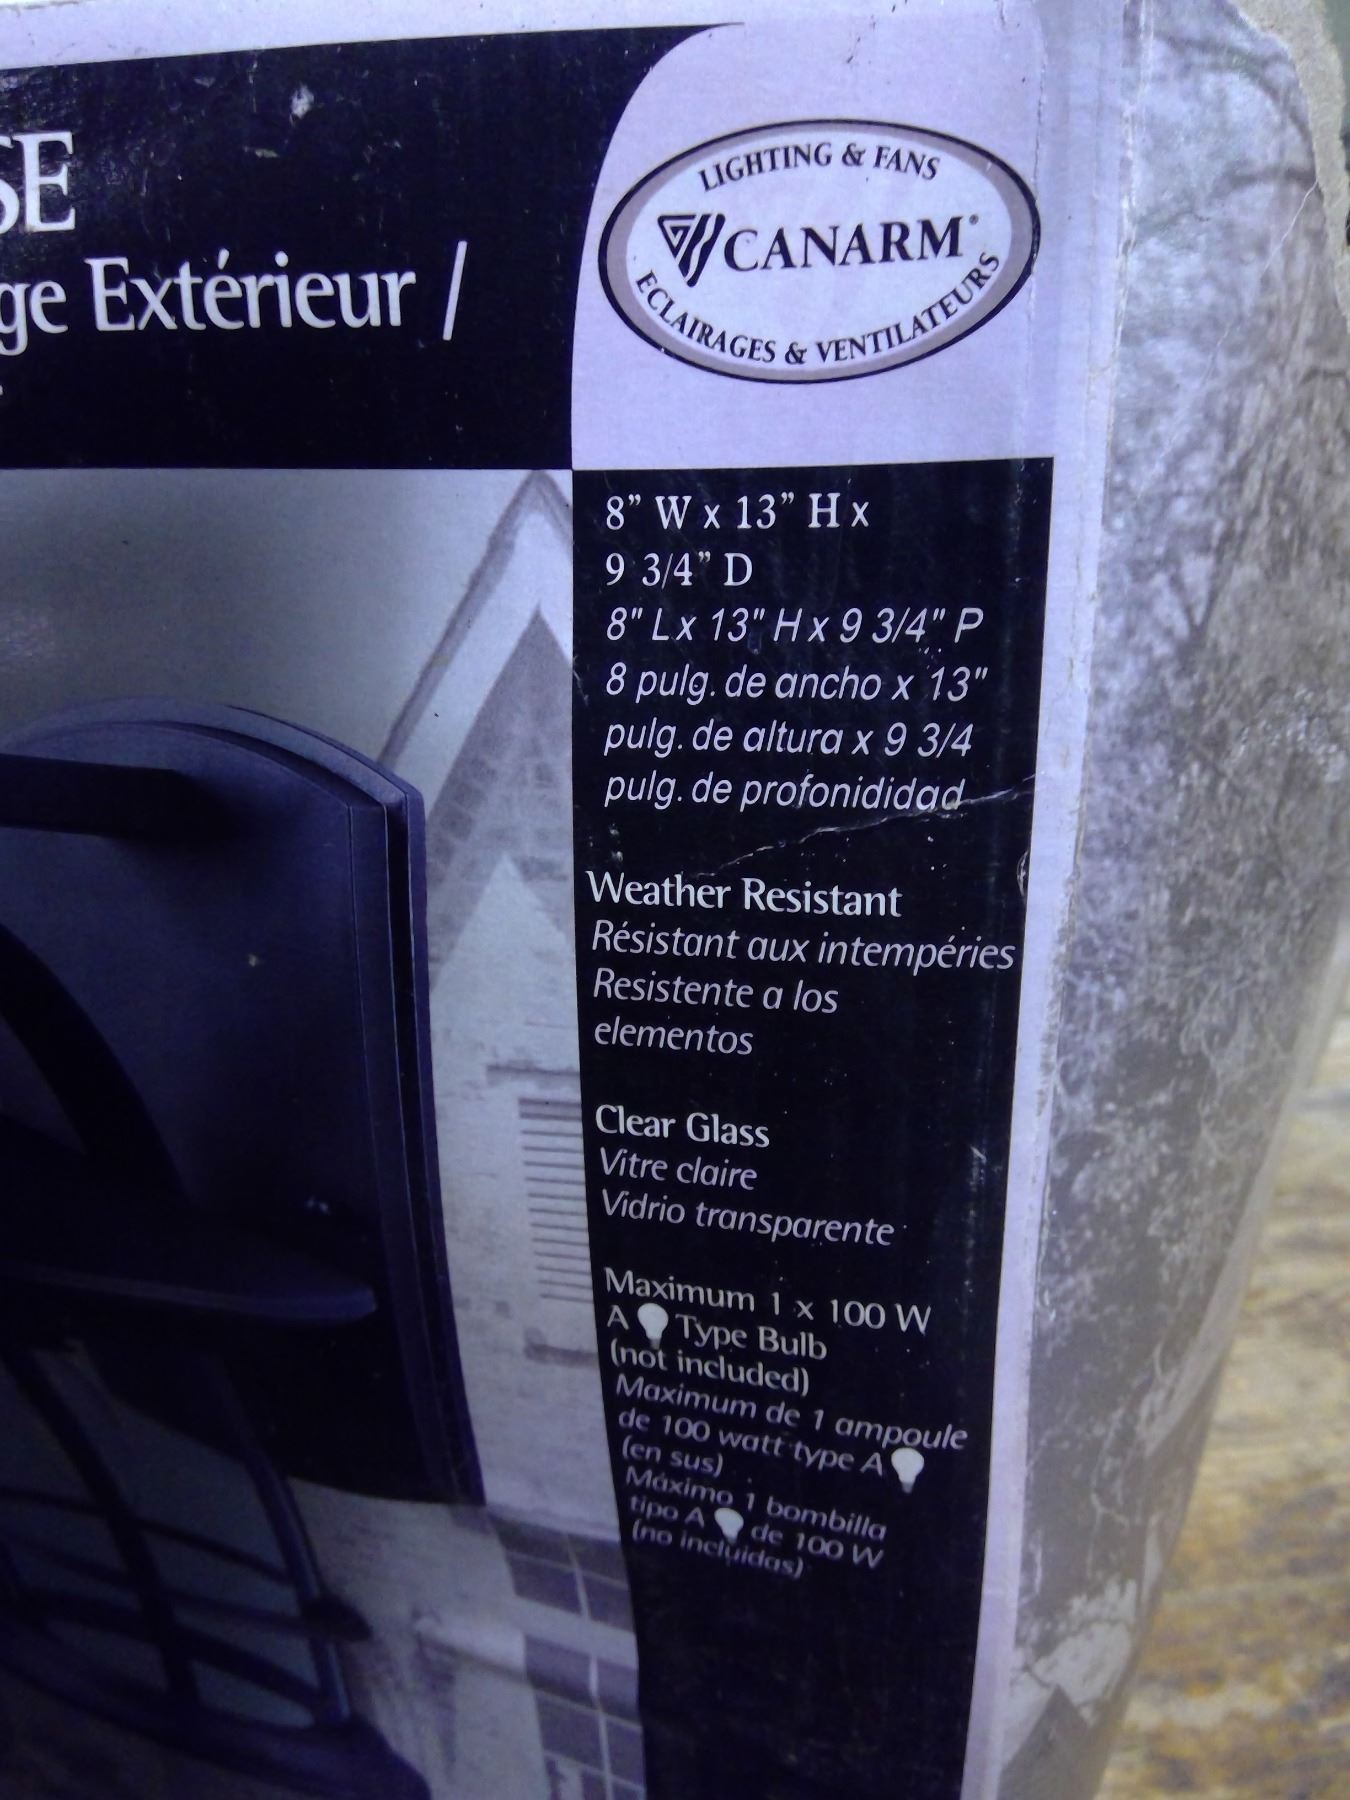 SE
ge Extérieur /
LIGHTING & FANS
CANARM
ECLAIRAGES & VENTILATEURS
8” W x 13” H x
9 3/4” D
8" L x 13" H x 9 3/4" P
8 pulg. de ancho x 13"
pulg. de altura x 9 3/4
pulg. de profonididad
Weather Resistant
Résistant aux intempéries
Resistente a los
elementos
Clear Glass
Vitre claire
Vidrio transparente
Maximum 1 x 100 W
A Type Bulb
(not included)
Maximum de 1 ampoule
de 100 watt type A
(en sus)
Máximo 1 bombilla
tipo A de 100 W
(no incluidas)